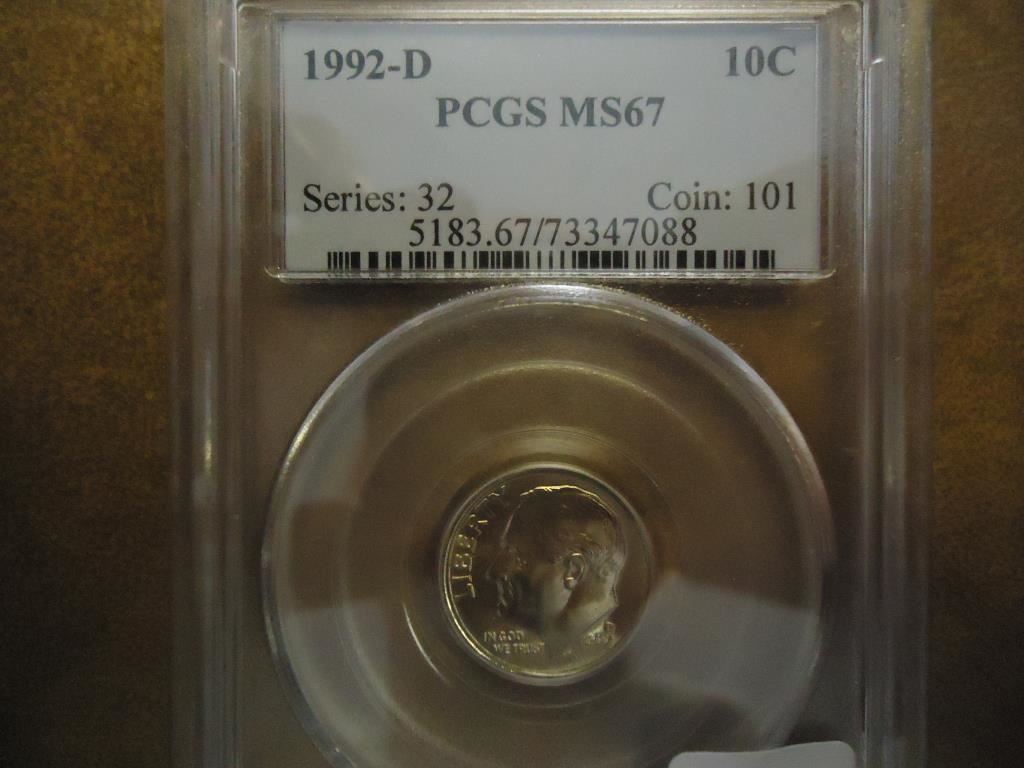 1992-D 10C
PCGS MS67
Series: 32 Coin: 101
5183.67/73347088
LIBERTY
IN GOD
WE TRUST